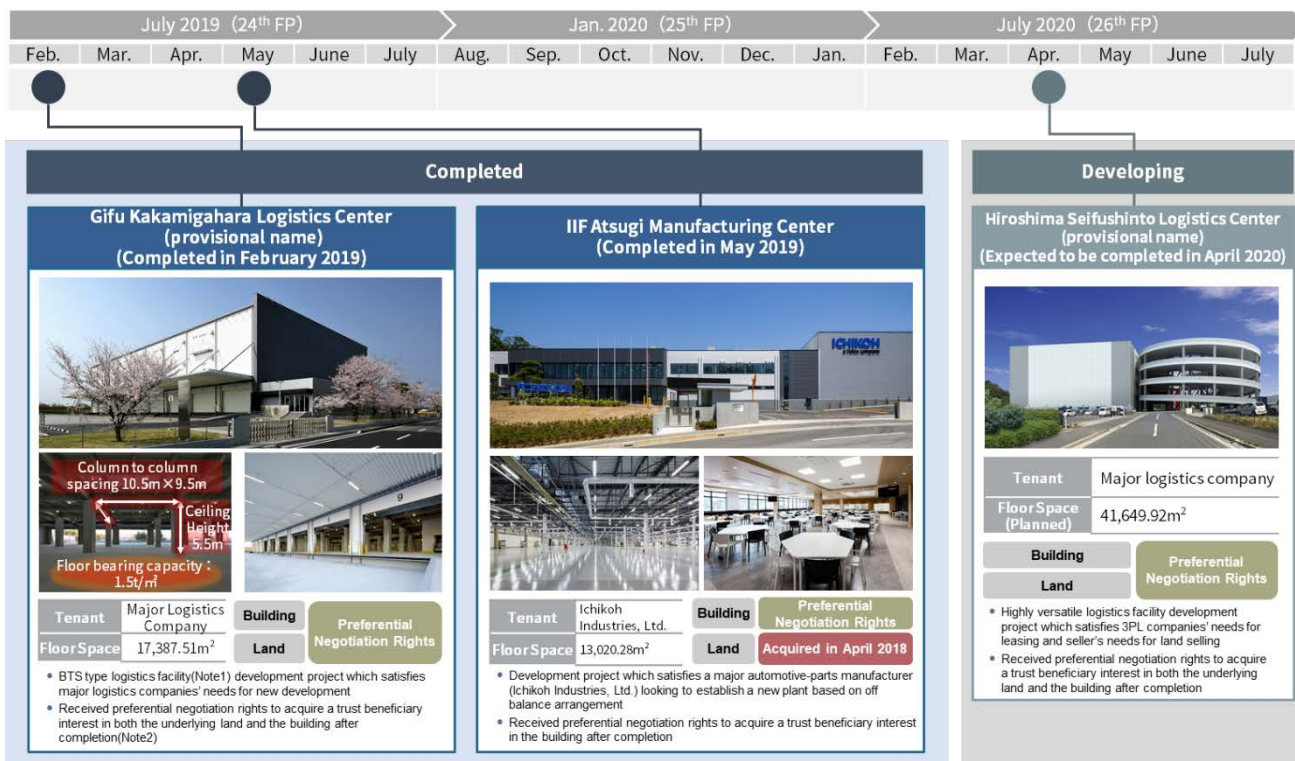 July 2019（24th FP）
Jan. 2020（25th FP）
July 2020（26th FP）
Feb. Mar. Apr. May June July Aug. Sep. Oct. Nov. Dec. Jan. Feb. Mar. Apr. May June July
Completed
Gifu Kakamigahara Logistics Center
(provisional name)
(Completed in February 2019)
Column to column
spacing 10.5m×9.5m
Ceiling
Height
5.5m
Floor bearing capacity：
1.5t/㎡
9
Tenant
Major Logistics
Company
Floor Space
17,387.51m²
Building
Land
Preferential
Negotiation Rights
• BTS type logistics facility(Note1) development project which satisfies
major logistics companies' needs for new development
• Received preferential negotiation rights to acquire a trust beneficiary
interest in both the underlying land and the building after
completion(Note2)
IIF Atsugi Manufacturing Center
(Completed in May 2019)
ICHIKOH
ICHIKOH
Tenant
Ichikoh
Industries, Ltd.
Floor Space
13,020.28m²
Building
Preferential
Negotiation Rights
Land
Acquired in April 2018
• Development project which satisfies a major automotive-parts manufacturer
(Ichikoh Industries, Ltd.) looking to establish a new plant based on off
balance arrangement
• Received preferential negotiation rights to acquire a trust beneficiary interest
in the building after completion
Developing
Hiroshima Seifushinto Logistics Center
(provisional name)
(Expected to be completed in April 2020)
Tenant
Major logistics company
Floor Space
(Planned)
41,649.92m²
Building
Land
Preferential
Negotiation Rights
• Highly versatile logistics facility development
project which satisfies 3PL companies' needs for
leasing and seller's needs for land selling
• Received preferential negotiation rights to acquire
a trust beneficiary interest in both the underlying
land and the building after completion